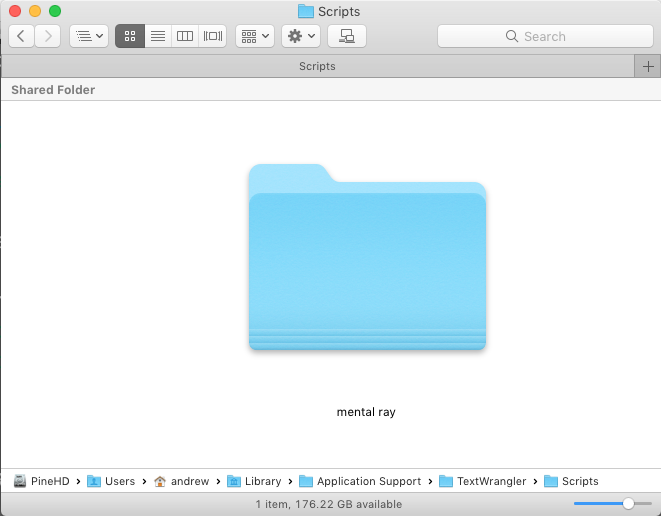 Scripts
Search
Scripts
Shared Folder
mental ray
PineHD › Users › andrew › Library › Application Support › TextWrangler › Scripts
1 item, 176.22 GB available